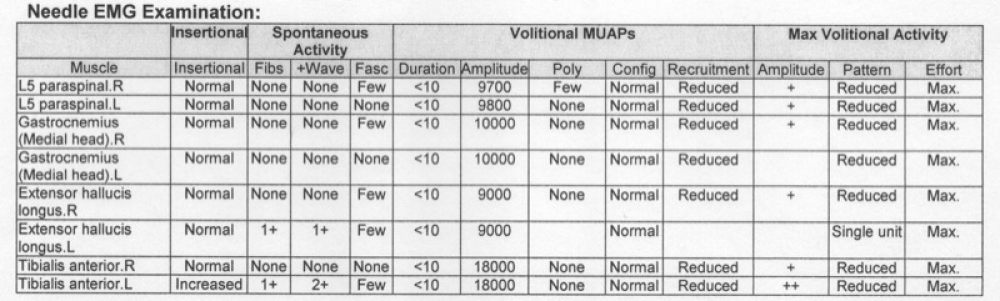 Needle EMG Examination:
Insertional Spontaneous Activity Volitional MUAPs Max Volitional Activity
Muscle Insertional Fibs +Wave Fasc Duration Amplitude Poly Config Recruitment Amplitude Pattern Effort
L5 paraspinal.R Normal None None Few <10 9700 Few Normal Reduced + Reduced Max.
L5 paraspinal.L Normal None None None <10 9800 None Normal Reduced + Reduced Max.
Gastrocnemius Normal None None Few <10 10000 None Normal Reduced + Reduced Max.
(Medial head).R
Gastrocnemius Normal None None None <10 10000 None Normal Reduced Reduced Max.
(Medial head).L
Extensor hallucis Normal None None Few <10 9000 None Normal Reduced + Reduced Max.
longus.R
Extensor hallucis Normal 1+ 1+ Few <10 9000 Normal Single unit Max.
longus.L
Tibialis anterior.R Normal None None None <10 18000 None Normal Reduced + Reduced Max.
Tibialis anterior.L Increased 1+ 2+ Few <10 18000 None Normal Reduced ++ Reduced Max.